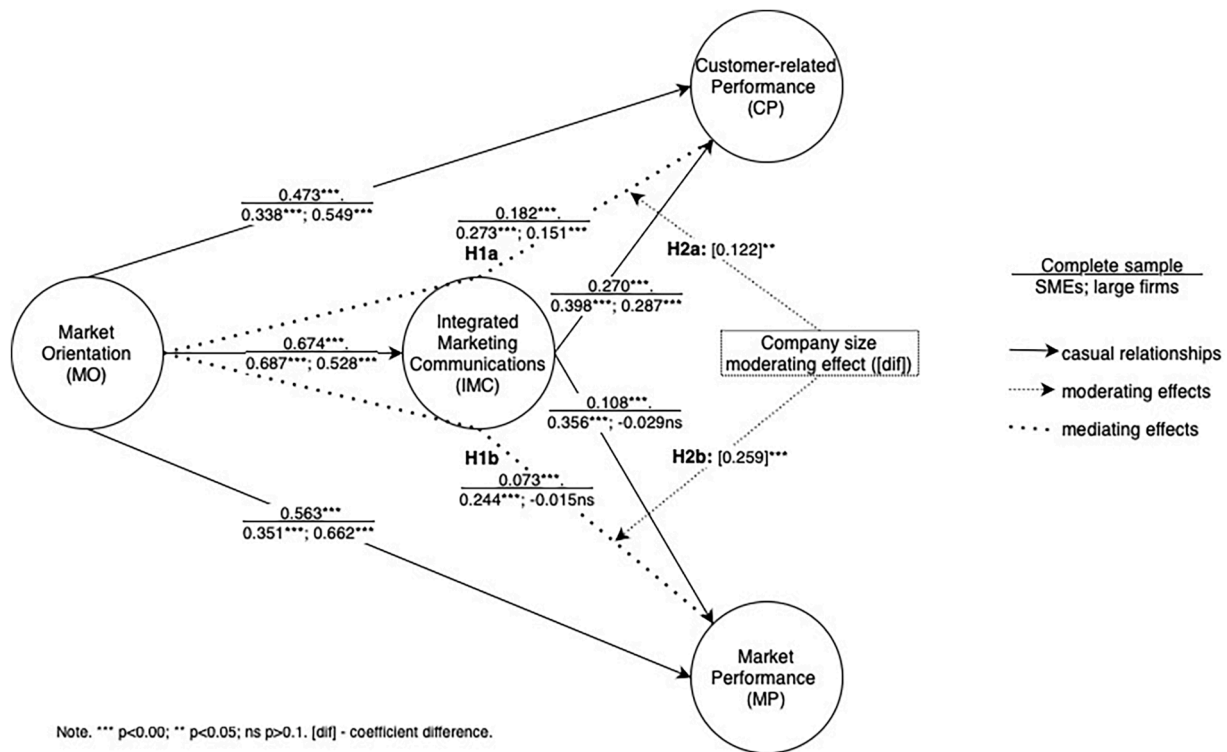 Customer-related
Performance
(CP)
0.473***.
0.338***; 0.549***
0.182***.
0.273***; 0.151***
H1a
H2a: [0.122]**
0.270***.
0.398***; 0.287***
Complete sample
SMEs; large firms
Market
Orientation
(MO)
0.674***.
0.687***; 0.528***
Integrated
Marketing
Communications
(IMC)
Company size
moderating effect ([dif])
casual relationships
moderating effects
mediating effects
0.108***.
0.356***; -0.029ns
H1b
H2b: [0.259]***
0.073***.
0.244***; -0.015ns
0.563***
0.351***; 0.662***
Market
Performance
(MP)
Note. *** p<0.00; ** p<0.05; ns p>0.1. [dif] - coefficient difference.